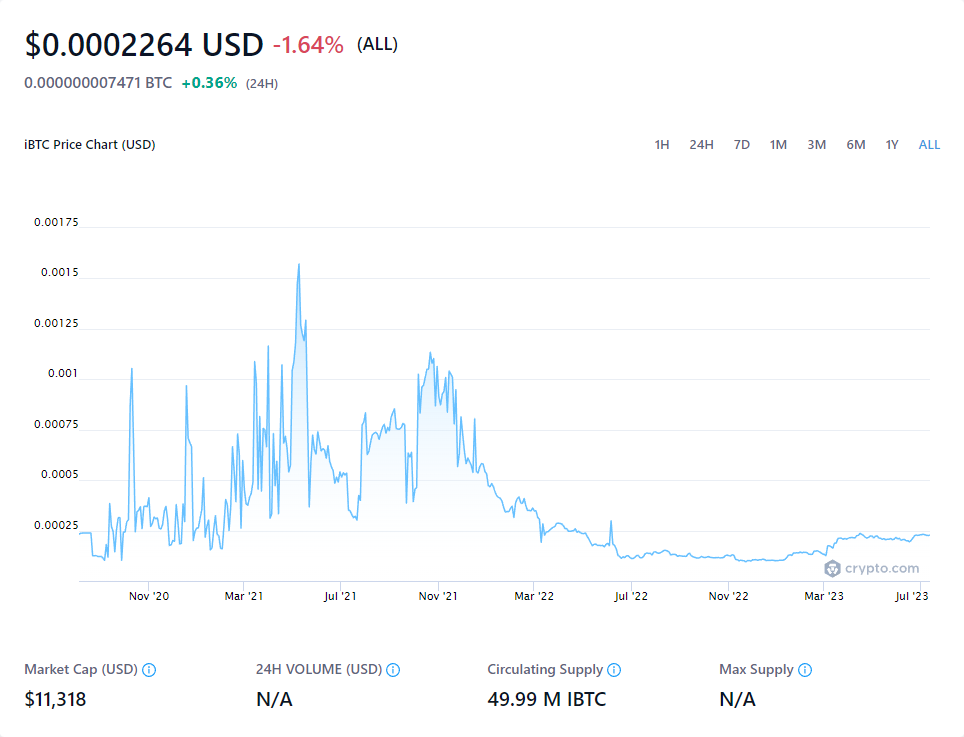 $0.0002264 USD -1.64% (ALL)
0.000000007471 BTC +0.36% (24H)
iBTC Price Chart (USD) 1H 24H 7D 1M 3M 6M 1Y ALL
0.00175
0.0015
0.00125
0.001
0.00075
0.0005
0.00025
crypto.com
Nov '20 Mar '21 Jul '21 Nov '21 Mar '22 Jul '22 Nov '22 Mar '23 Jul '23
Market Cap (USD) 24H VOLUME (USD) Circulating Supply Max Supply
$11,318 N/A 49.99 M IBTC N/A